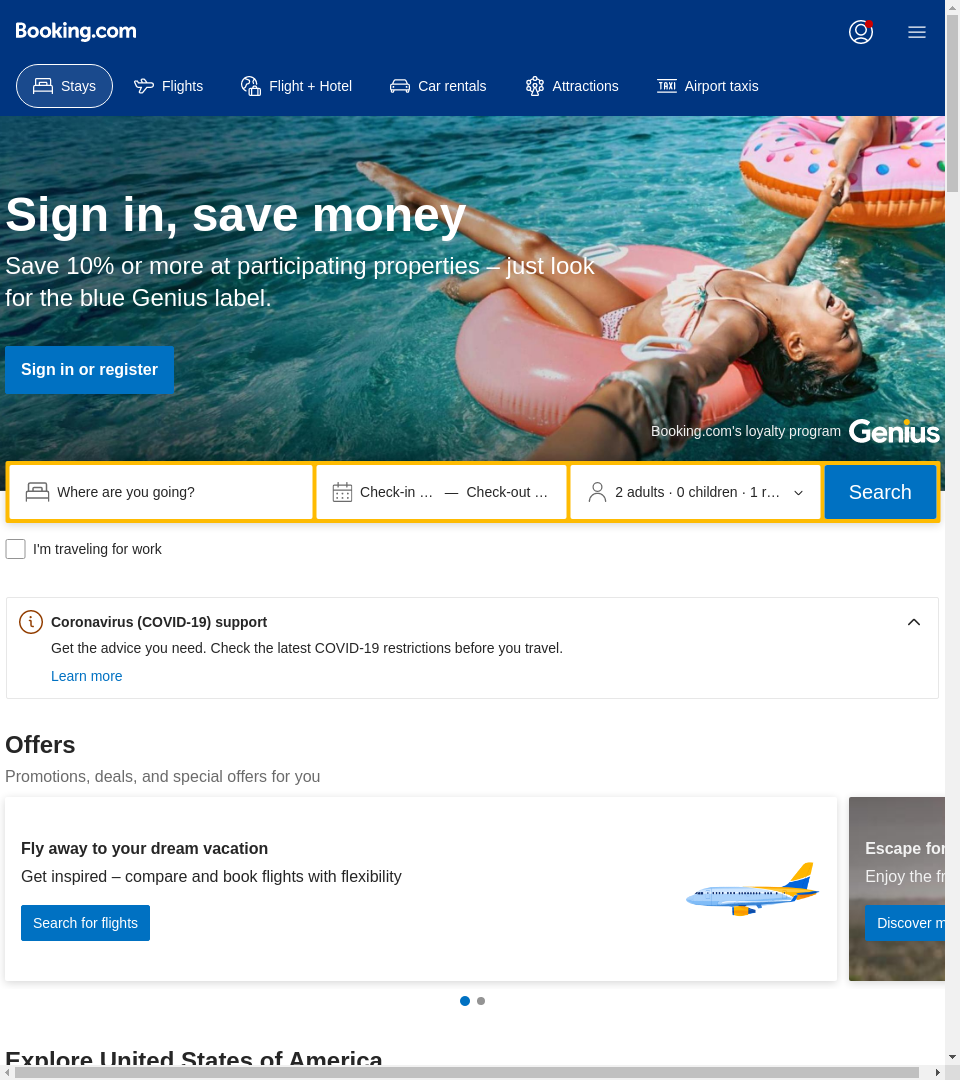 Booking.com
Stays
Flights
Flight + Hotel
Car rentals
Attractions
TAXI
Airport taxis
Sign in, save money
Save 10% or more at participating properties – just look
for the blue Genius label.
Sign in or register
Booking.com's loyalty program
Genius
Where are you going?
Check-in ...
—
Check-out ...
2 adults · 0 children · 1 r...
Search
I'm traveling for work
Coronavirus (COVID-19) support
Get the advice you need. Check the latest COVID-19 restrictions before you travel.
Learn more
Offers
Promotions, deals, and special offers for you
Fly away to your dream vacation
Get inspired – compare and book flights with flexibility
Search for flights
Escape for
Enjoy the fr
Discover m
Explore United States of America